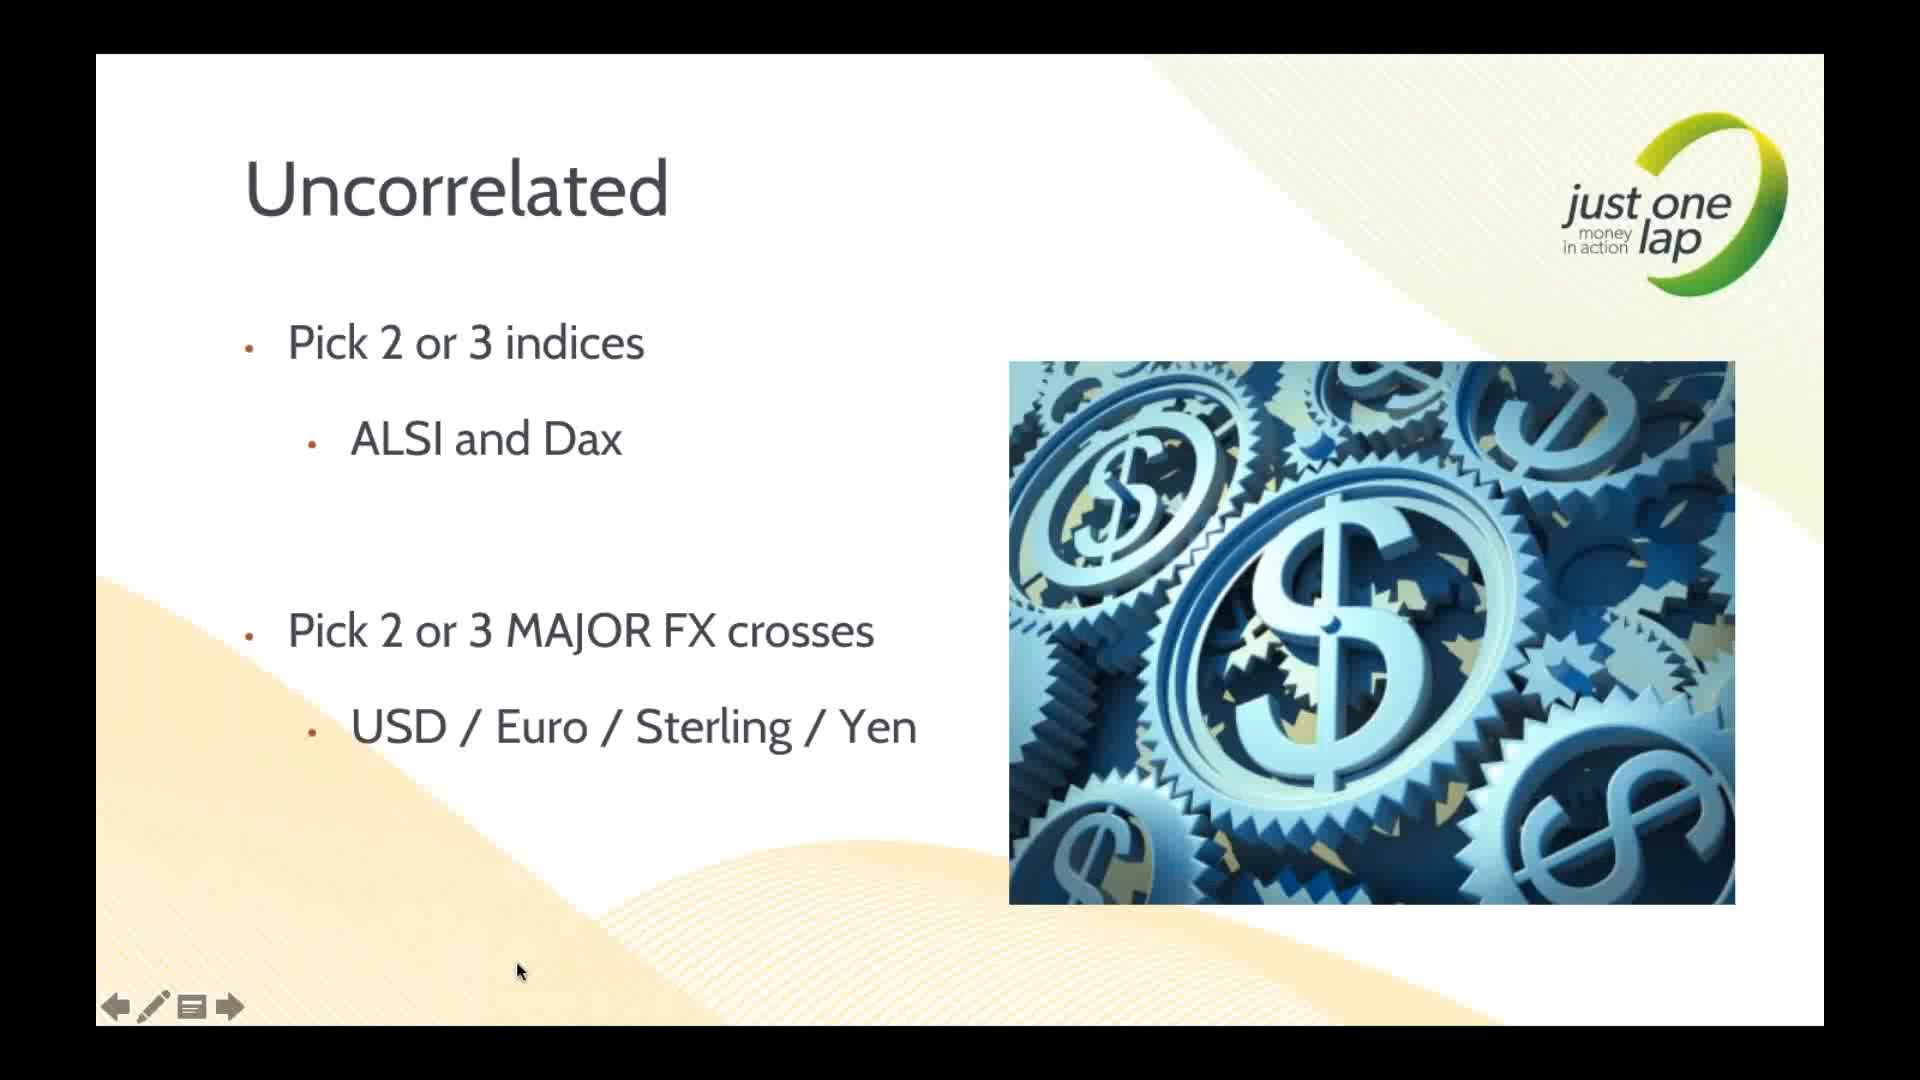 Uncorrelated
just one
money
in action
lap
• Pick 2 or 3 indices
• ALSI and Dax
• Pick 2 or 3 MAJOR FX crosses
• USD / Euro / Sterling / Yen
$
$
$
$
$
$